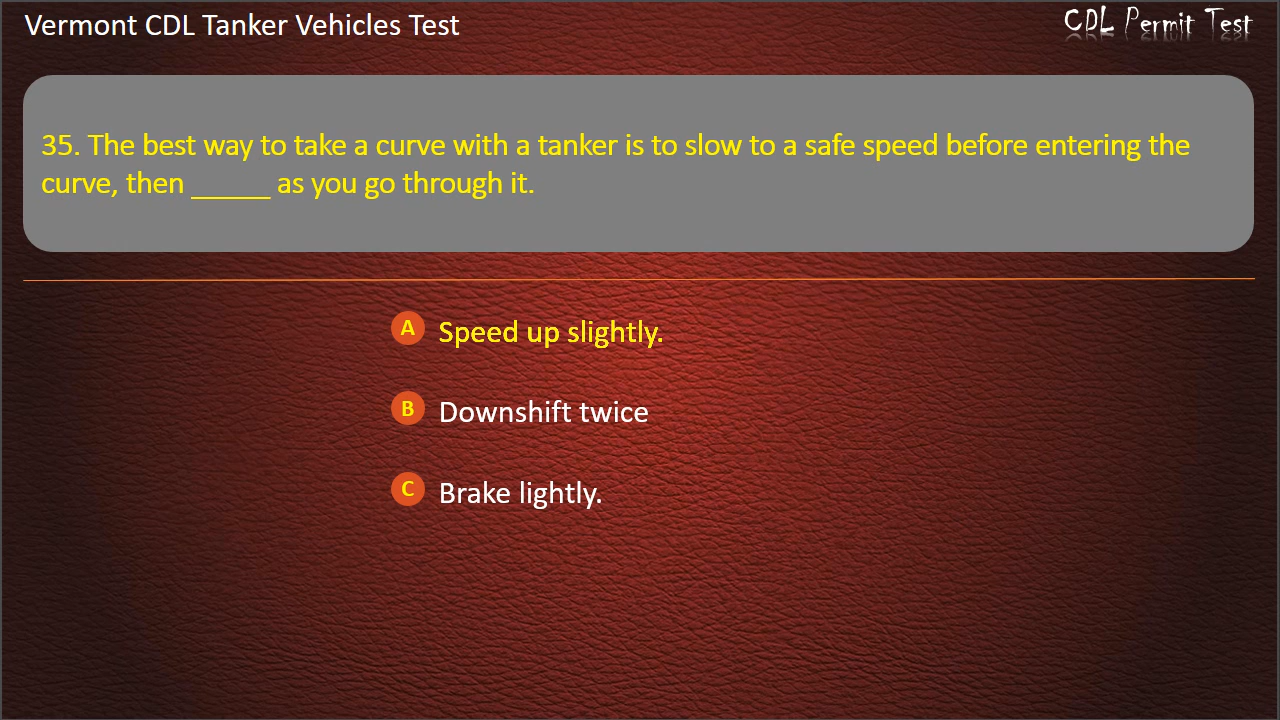 Vermont CDL Tanker Vehicles Test
CDL Permit Test
35. The best way to take a curve with a tanker is to slow to a safe speed before entering the
curve, then _____ as you go through it.
A Speed up slightly.
B Downshift twice
C Brake lightly.